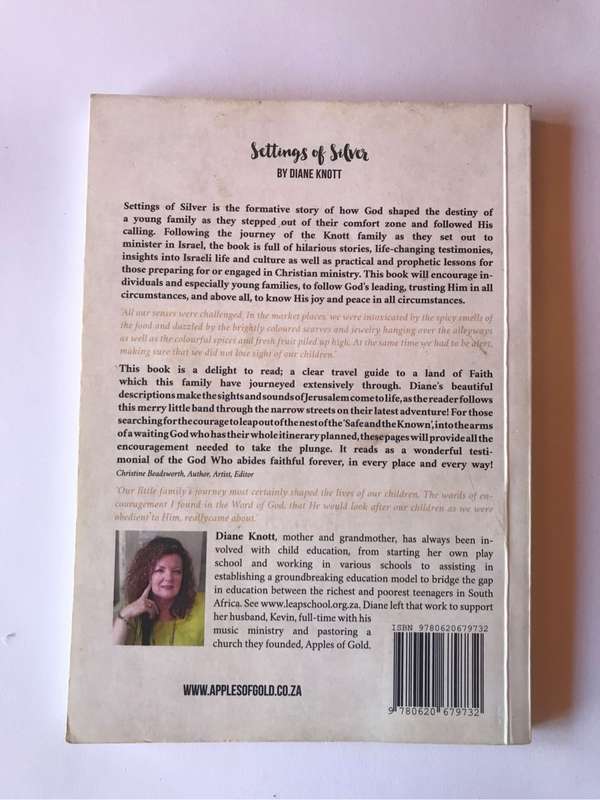 Settings of Silver
BY DIANE KNOTT
Settings of Silver is the formative story of how God shaped the destiny of
a young family as they stepped out of their comfort zone and followed His
calling. Following the journey of the Knott family as they set out to
minister in Israel, the book is full of hilarious stories, life-changing testimonies,
insights into Israeli life and culture as well as practical and prophetic lessons for
those preparing for or engaged in Christian ministry. This book will encourage in-
dividuals and especially young families, to follow God's leading, trusting Him in all
circumstances, and above all, to know His joy and peace in all circumstances.
'All our senses were challenged. In the market places, we were intoxicated by the spicy smells of
the food and dazzled by the brightly coloured scarves and jewelry hanging over the alleyways
as well as the colourful spices and fresh fruit piled up high. At the same time we had to be alert,
making sure that we did not lose sight of our children.'
This book is a delight to read; a clear travel guide to a land of Faith
which this family have journeyed extensively through. Diane's beautiful
descriptions make the sights and sounds of Jerusalem come to life, as the reader follows
this merry little band through the narrow streets on their latest adventure! For those
searching for the courage to leap out of the nest of the 'Safe and the Known', into the arms
of a waiting God who has their whole itinerary planned, these pages will provide all the
encouragement needed to take the plunge. It reads as a wonderful testi-
monial of the God Who abides faithful forever, in every place and every way!
Christine Beadsworth, Author, Artist, Editor
'Our little family's journey most certainly shaped the lives of our children. The words of en-
couragement I found in the Word of God, that He would look after our children as we were
obedient to Him, really came about.'
Diane Knott, mother and grandmother, has always been in-
volved with child education, from starting her own play
school and working in various schools to assisting in
establishing a groundbreaking education model to bridge the gap
in education between the richest and poorest teenagers in South
Africa. See www.leapschool.org.za, Diane left that work to support
her husband, Kevin, full-time with his
music ministry and pastoring a
church they founded, Apples of Gold.
ISBN 9780620679732
9 780620 679732
WWW.APPLESOFGOLD.CO.ZA